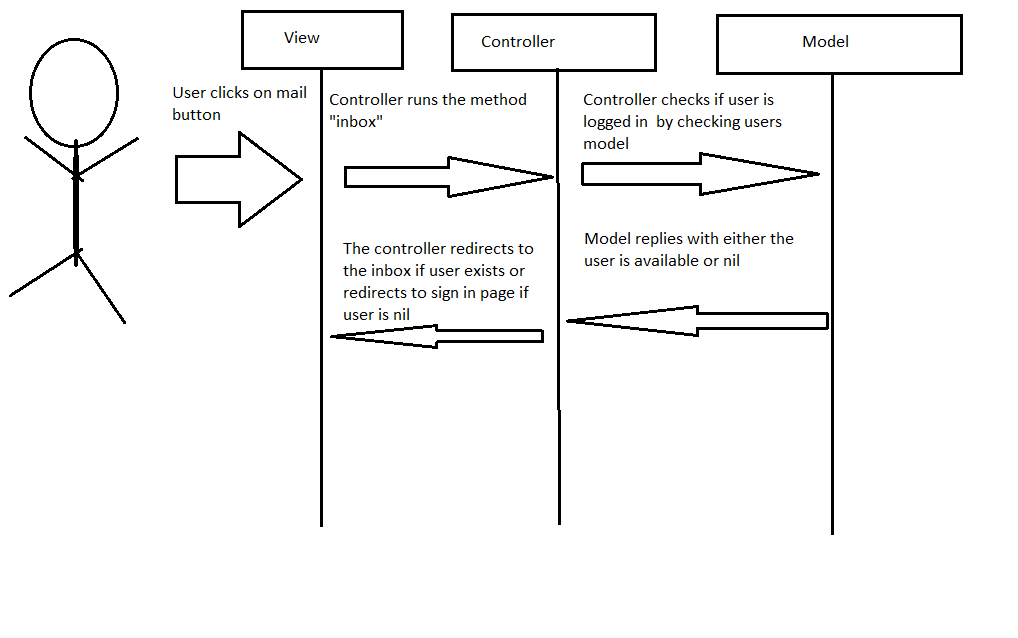 View
Controller
Model
User clicks on mail
button
Controller runs the method
"inbox"
Controller checks if user is
logged in  by checking users
model
The controller redirects to
the inbox if user exists or
redirects to sign in page if
user is nil
Model replies with either the
user is available or nil